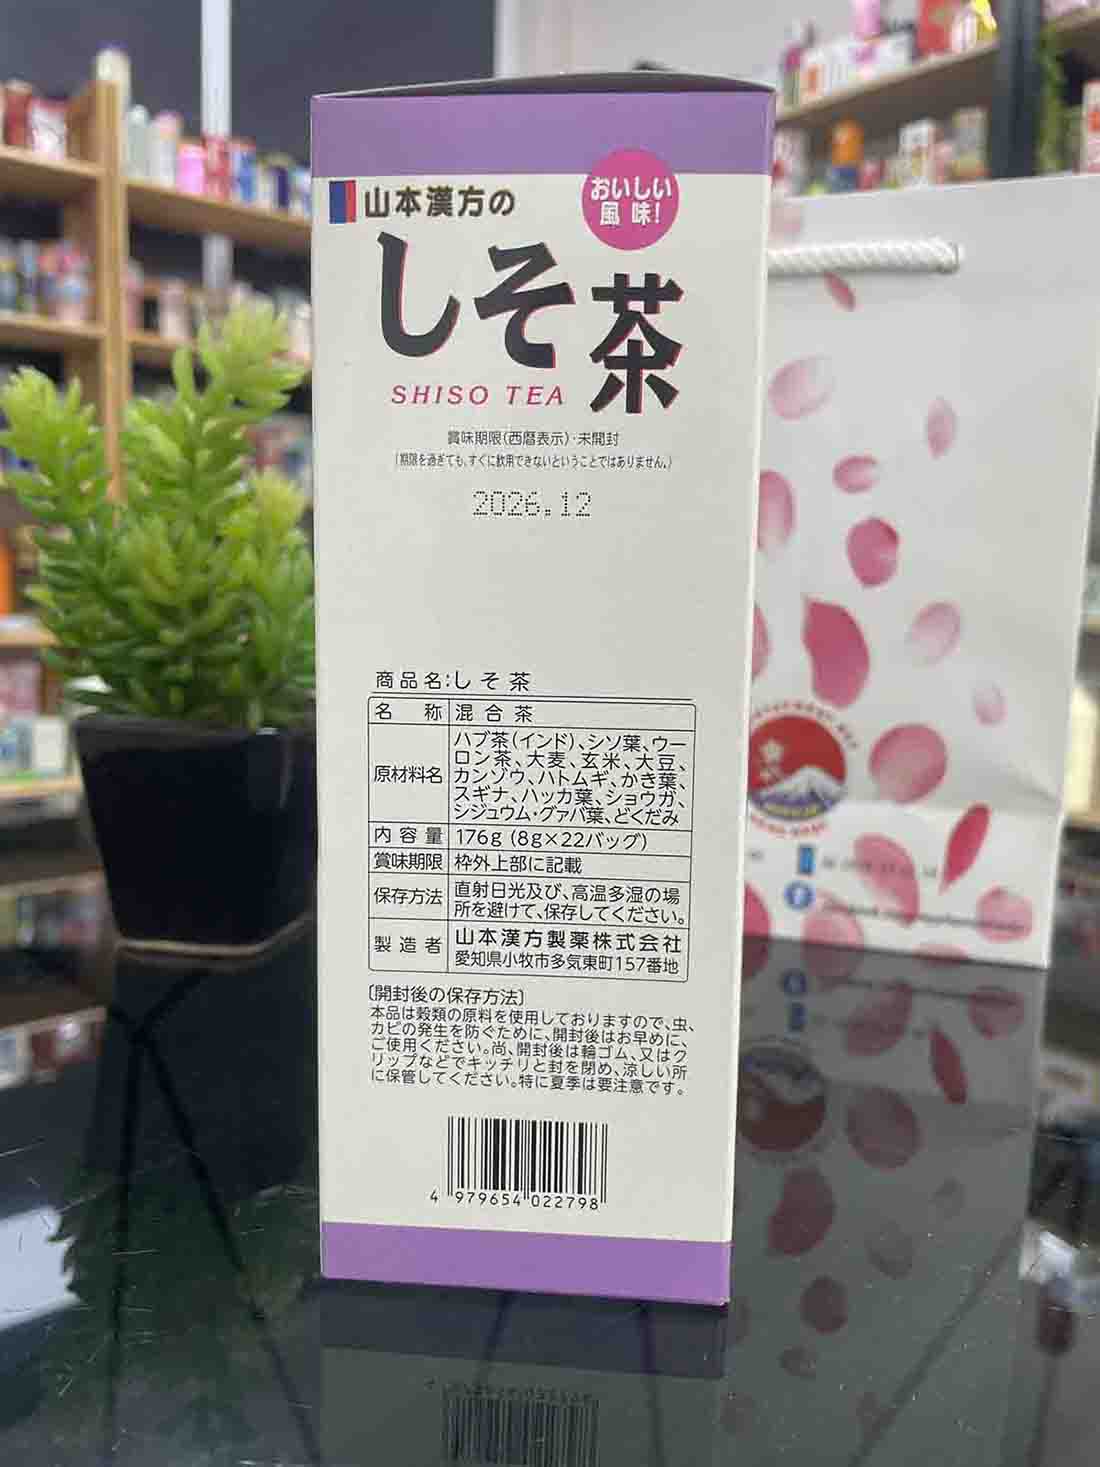 山本漢方の
おいしい
風味!
しそ茶
SHISO TEA
賞味期限(西暦表示)・未開封
(期限を過ぎても、すぐに飲用できないということではありません。)
2026.12
商品名:しそ茶
名 称 混合茶
原材料名 ハブ茶(インド)、シソ葉、ウー
ロン茶、大麦、玄米、大豆、
カンゾウ、ハトムギ、かき葉、
スギナ、ハッカ葉、ショウガ、
シジュウム・グァバ葉、どくだみ
内容量 176g (8g×22バッグ)
賞味期限 枠外上部に記載
保存方法 直射日光及び、高温多湿の場
所を避けて、保存してください。
製造者 山本漢方製薬株式会社
愛知県小牧市多気東町157番地
〔開封後の保存方法〕
本品は穀類の原料を使用しておりますので、虫、
カビの発生を防ぐために、開封後はお早めに、
ご使用ください。尚、開封後は輪ゴム、又はク
リップなどでキッチリと封を閉め、涼しい所
に保管してください。特に夏季は要注意です。
4 979654 022798